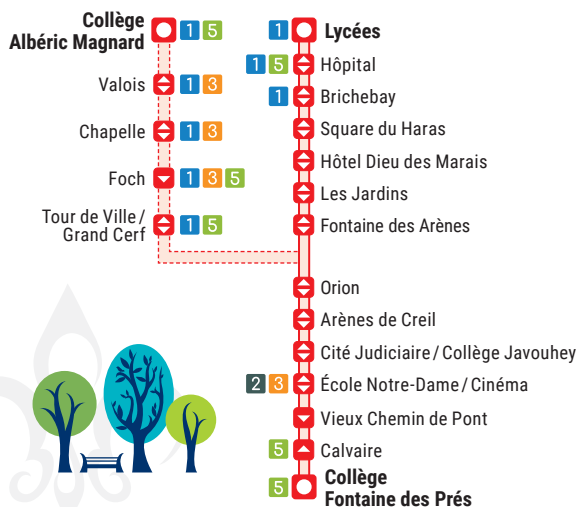 Collège
Albéric Magnard
1 5
Valois
1 3
Chapelle
1 3
Foch
1 3 5
Tour de Ville /
Grand Cerf
1 5
1
Lycées
1 5
Hôpital
1
Brichebay
Square du Haras
Hôtel Dieu des Marais
Les Jardins
Fontaine des Arènes
Orion
Arènes de Creil
Cité Judiciaire / Collège Javouhey
2 3
École Notre-Dame / Cinéma
Vieux Chemin de Pont
5
Calvaire
5
Collège
Fontaine des Prés